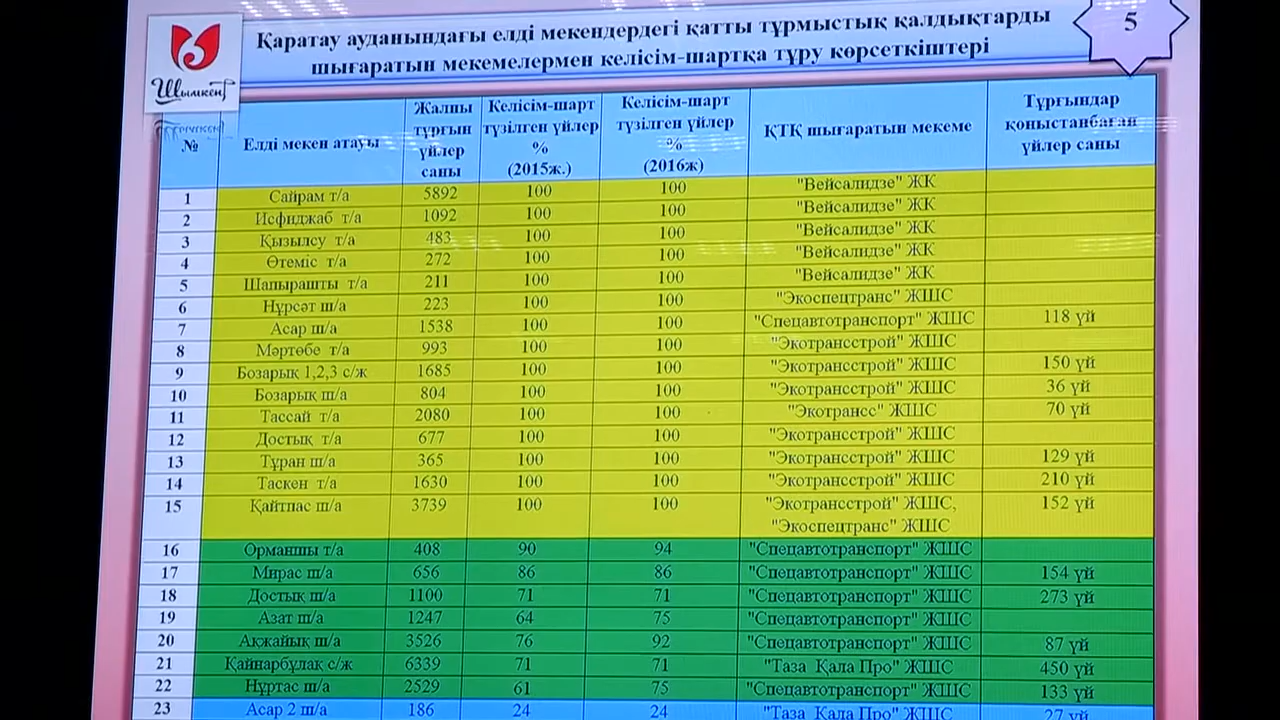 Қаратау ауданындағы елді мекендердегі қатты тұрмыстық қалдықтарды
шығаратын мекемелермен келісім-шартқа тұру көрсеткіштері
5
Шымкент
№ Елді мекен атауы Жалпы тұрғын үйлер саны Келісім-шарт түзілген үйлер % (2015ж.) Келісім-шарт түзілген үйлер % (2016ж) ҚТҚ шығаратын мекеме Тұрғындар қоныстанбаған үйлер саны
1 Сайрам т/а 5892 100 100 "Вейсалидзе" ЖК
2 Исфиджаб т/а 1092 100 100 "Вейсалидзе" ЖК
3 Қызылсу т/а 483 100 100 "Вейсалидзе" ЖК
4 Өтеміс т/а 272 100 100 "Вейсалидзе" ЖК
5 Шапырашты т/а 211 100 100 "Вейсалидзе" ЖК
6 Нұрсәт ш/а 223 100 100 "Экоспецтранс" ЖШС
7 Асар ш/а 1538 100 100 "Спецавтотранспорт" ЖШС 118 үй
8 Мәртөбе т/а 993 100 100 "Экотрансстрой" ЖШС
9 Бозарық 1,2,3 с/ж 1685 100 100 "Экотрансстрой" ЖШС 150 үй
10 Бозарық ш/а 804 100 100 "Экотрансстрой" ЖШС 36 үй
11 Тассай т/а 2080 100 100 "Экотрансс" ЖШС 70 үй
12 Достық т/а 677 100 100 "Экотрансстрой" ЖШС
13 Тұран ш/а 365 100 100 "Экотрансстрой" ЖШС 129 үй
14 Таскен т/а 1630 100 100 "Экотрансстрой" ЖШС 210 үй
15 Қайтпас ш/а 3739 100 100 "Экотрансстрой" ЖШС, 152 үй
"Экоспецтранс" ЖШС
16 Орманшы т/а 408 90 94 "Спецавтотранспорт" ЖШС
17 Мирас ш/а 656 86 86 "Спецавтотранспорт" ЖШС 154 үй
18 Достық ш/а 1100 71 71 "Спецавтотранспорт" ЖШС 273 үй
19 Азат ш/а 1247 64 75 "Спецавтотранспорт" ЖШС
20 Ақжайық ш/а 3526 76 92 "Спецавтотранспорт" ЖШС 87 үй
21 Қайнарбұлақ с/ж 6339 71 71 "Таза Қала Про" ЖШС 450 үй
22 Нұртас ш/а 2529 61 75 "Спецавтотранспорт" ЖШС 133 үй
23 Асар 2 ш/а 186 24 24 "Таза Қала Про" ЖШС 27 үй